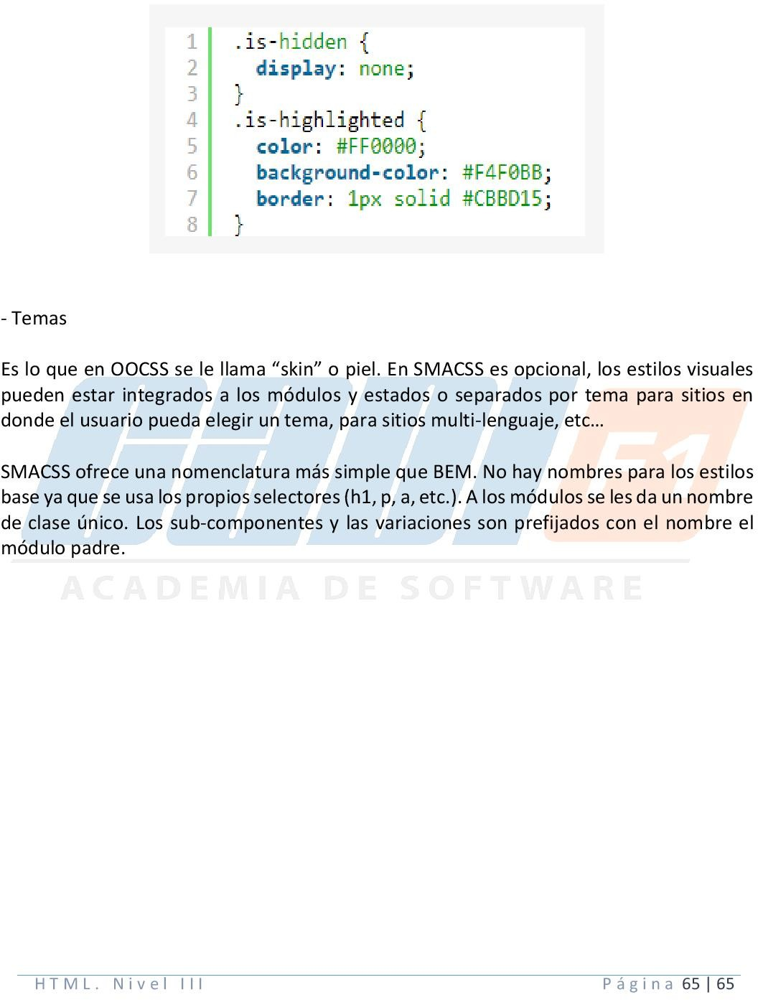 1 .is-hidden {
2 display: none;
3 }
4 .is-highlighted {
5 color: #FF0000;
6 background-color: #F4F0BB;
7 border: 1px solid #CBBD15;
8 }
- Temas
Es lo que en OOCSS se le llama “skin” o piel. En SMACSS es opcional, los estilos visuales
pueden estar integrados a los módulos y estados o separados por tema para sitios en
donde el usuario pueda elegir un tema, para sitios multi-lenguaje, etc…
SMACSS ofrece una nomenclatura más simple que BEM. No hay nombres para los estilos
base ya que se usa los propios selectores (h1, p, a, etc.). A los módulos se les da un nombre
de clase único. Los sub-componentes y las variaciones son prefijados con el nombre el
módulo padre.
CADI F1
ACADEMIA DE SOFTWARE
HTML. Nivel III Página 65 | 65